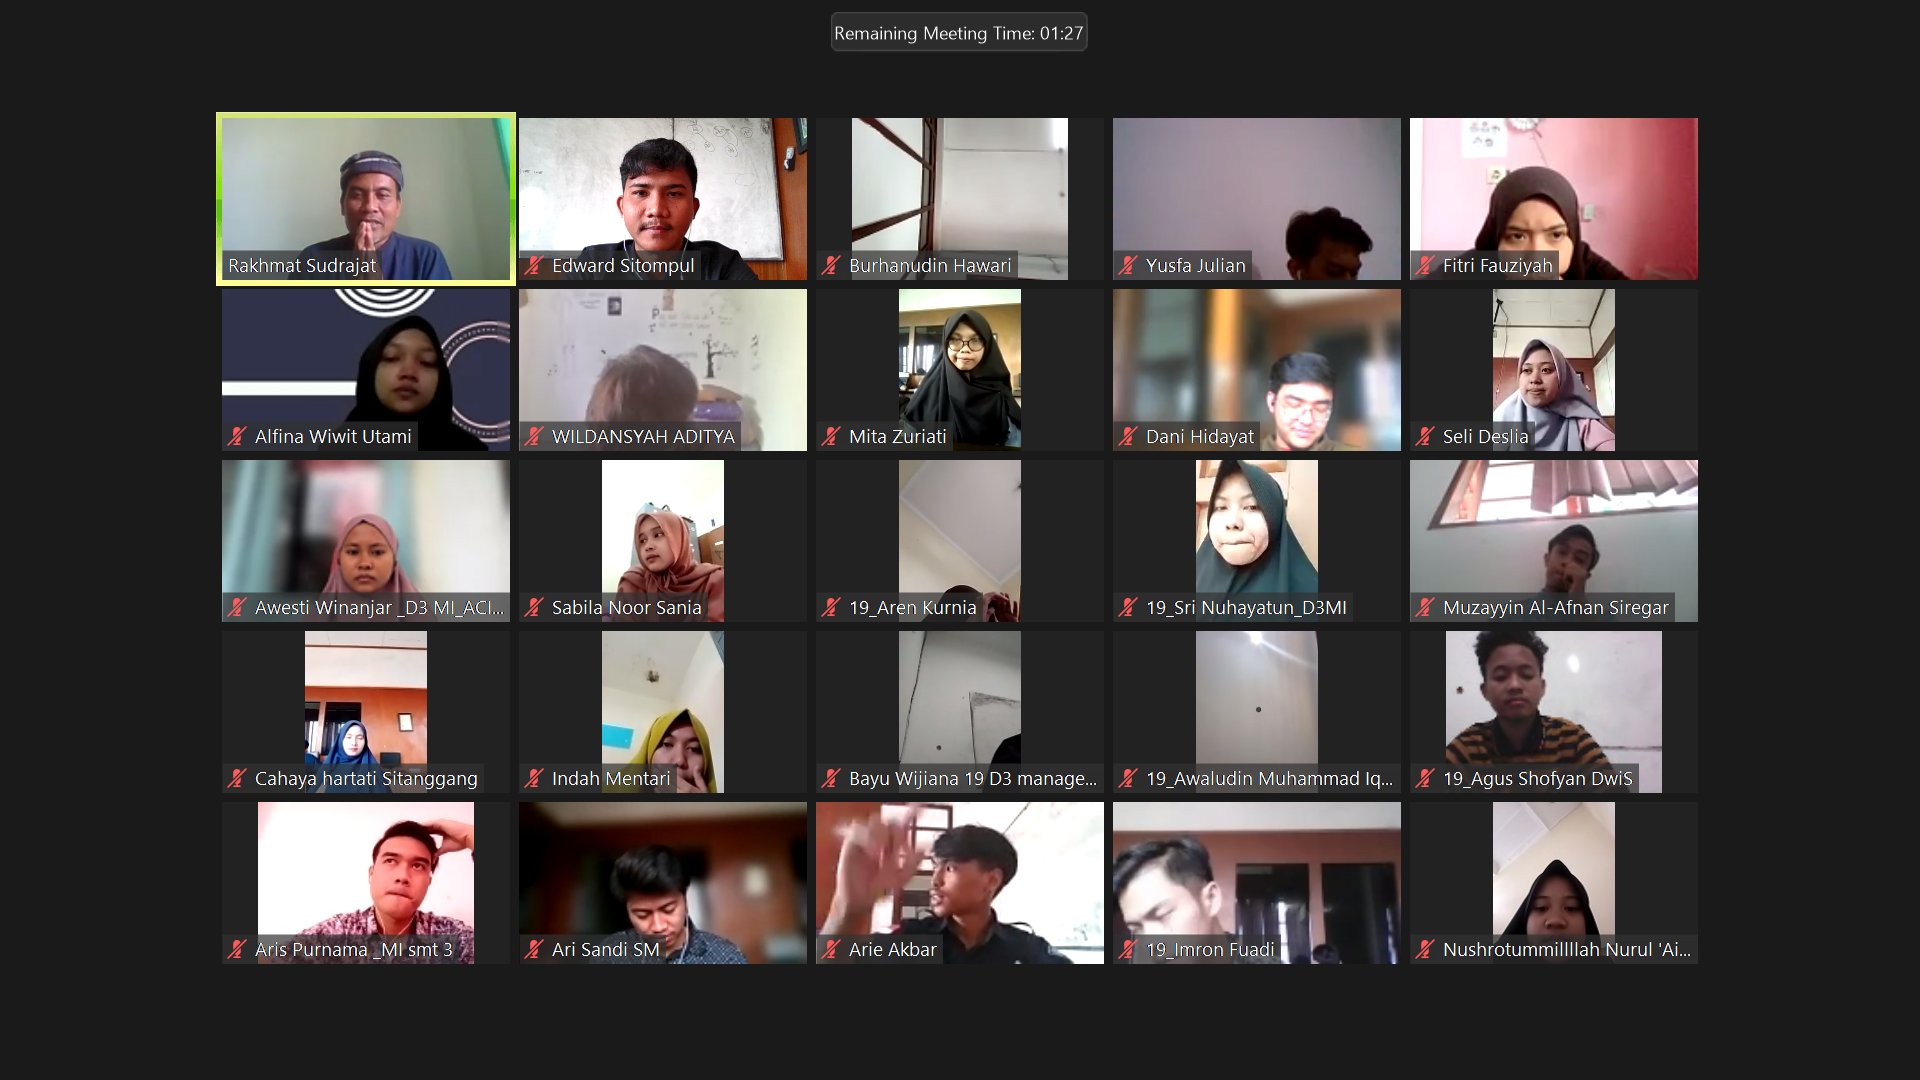 Remaining Meeting Time: 01:27
Rakhmat Sudrajat
Edward Sitompul
Burhanudin Hawari
Yusfa Julian
Fitri Fauziyah
Alfina Wiwit Utami
WILDANSYAH ADITYA
Mita Zuriati
Dani Hidayat
Seli Deslia
Awesti Winanjar _D3 MI_ACI...
Sabila Noor Sania
19_Aren Kurnia
19_Sri Nuhayatun_D3MI
Muzayyin Al-Afnan Siregar
Cahaya hartati Sitanggang
Indah Mentari
Bayu Wijiana 19 D3 manage...
19_Awaludin Muhammad Iq...
19_Agus Shofyan DwiS
Aris Purnama _MI smt 3
Ari Sandi SM
Arie Akbar
19_Imron Fuadi
Nushrotummillllah Nurul 'Ai...